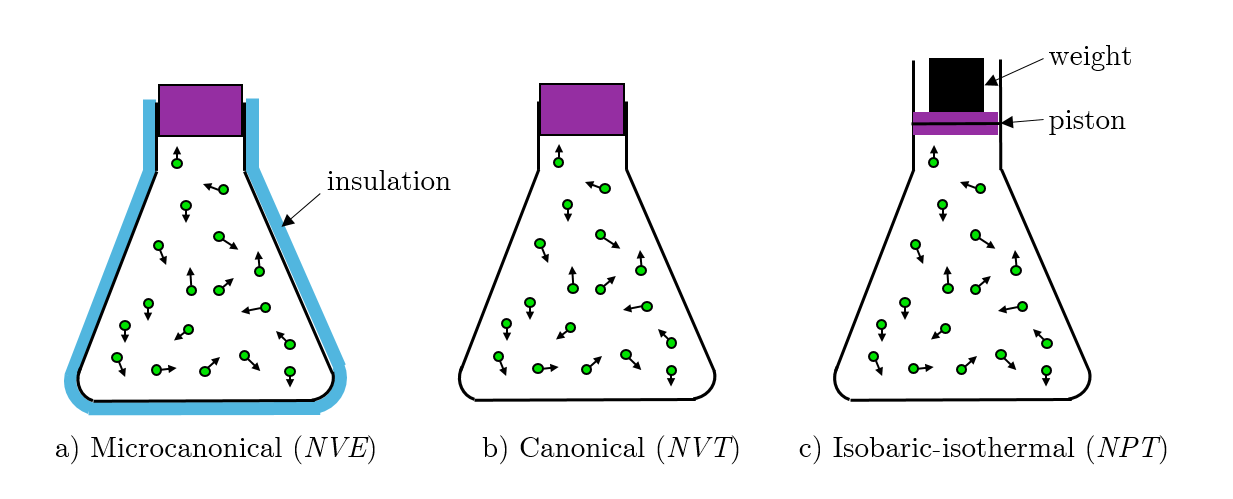 weight
piston
insulation
a) Microcanonical (NVE)
b) Canonical (NVT)
c) Isobaric-isothermal (NPT)